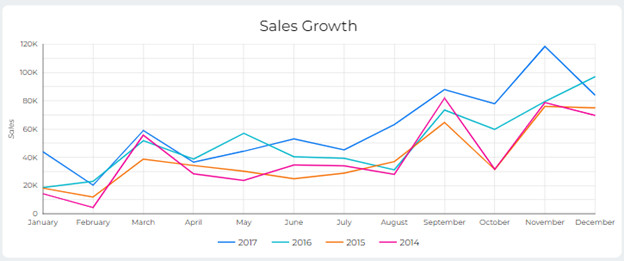 Sales Growth
120K
100K
80K
60K
40K
20K
0
Sales
January February March April May June July August September October November December
2017 2016 2015 2014